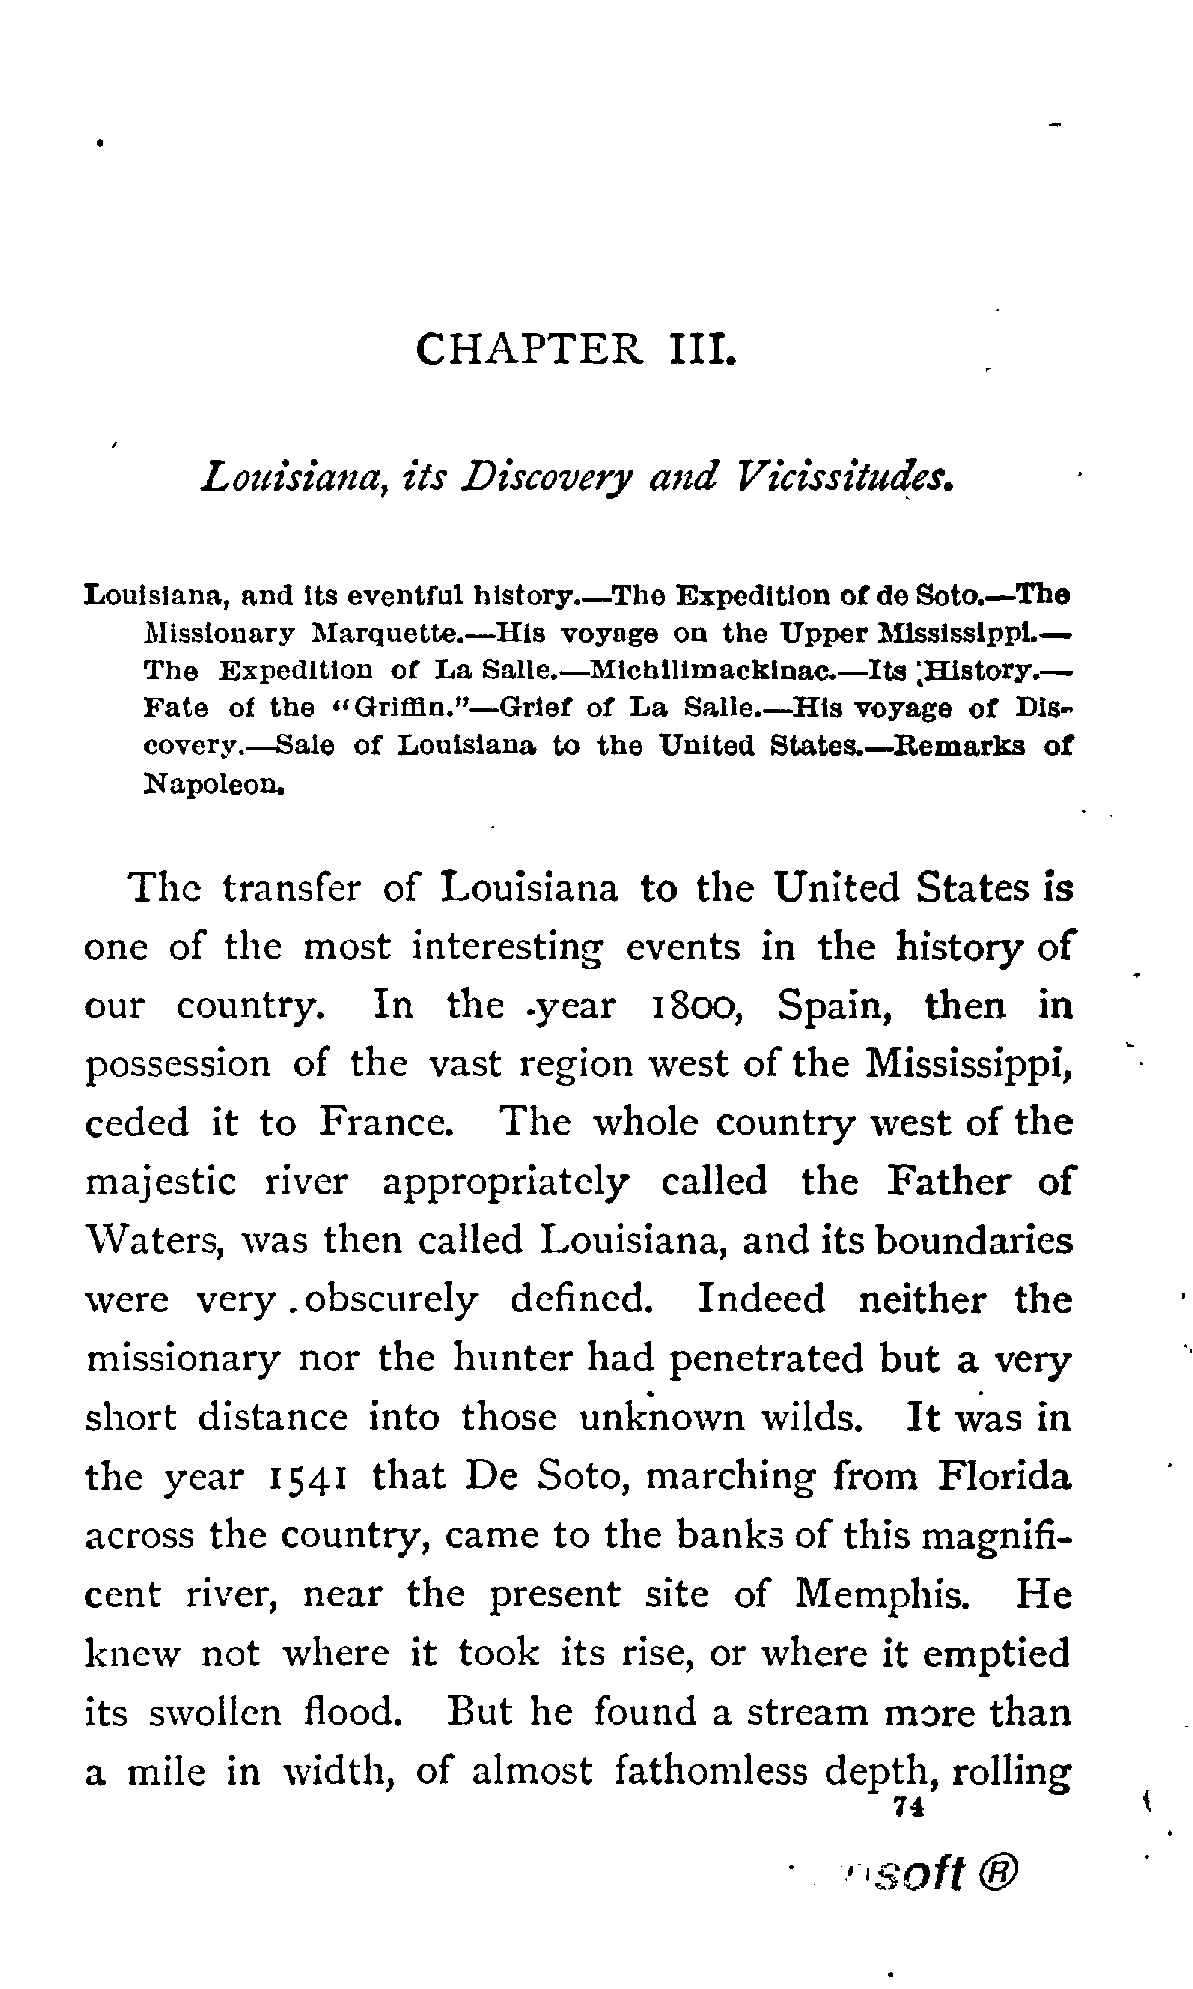 CHAPTER III.
Louisiana, its Discovery and Vicissitudes.
Louisiana, and its eventful history.—The Expedition of de Soto.—The
Missionary Marquette.—His voyage on the Upper Mississippi.—
The Expedition of La Salle.—Michilimackinac.—Its History.—
Fate of the "Griffin."—Grief of La Salle.—His voyage of Dis-
covery.—Sale of Louisiana to the United States.—Remarks of
Napoleon.
The transfer of Louisiana to the United States is
one of the most interesting events in the history of
our country. In the year 1800, Spain, then in
possession of the vast region west of the Mississippi,
ceded it to France. The whole country west of the
majestic river appropriately called the Father of
Waters, was then called Louisiana, and its boundaries
were very obscurely defined. Indeed neither the
missionary nor the hunter had penetrated but a very
short distance into those unknown wilds. It was in
the year 1541 that De Soto, marching from Florida
across the country, came to the banks of this magnifi-
cent river, near the present site of Memphis. He
knew not where it took its rise, or where it emptied
its swollen flood. But he found a stream more than
a mile in width, of almost fathomless depth, rolling
74
soft ®